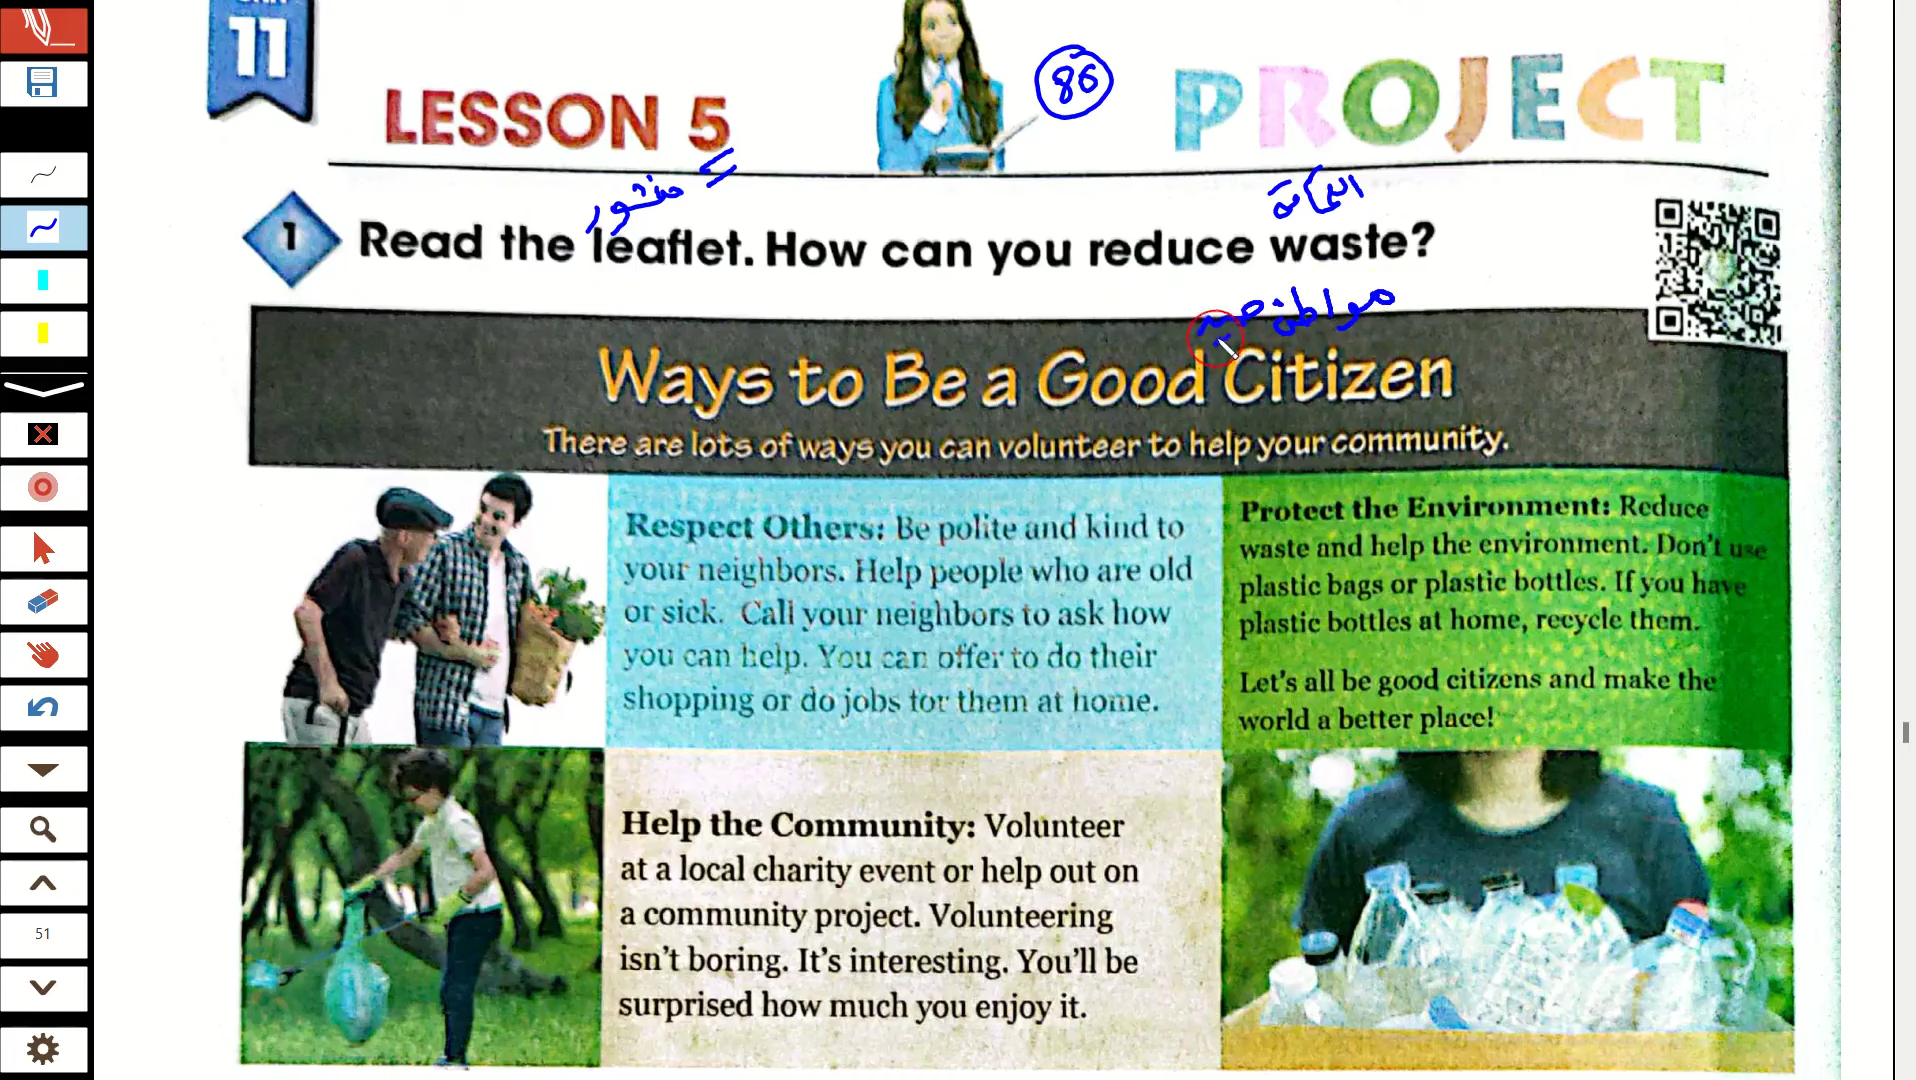 11
LESSON 5
86
PROJECT
منشور
1 Read the leaflet. How can you reduce waste?
مواطن صيد
Ways to Be a Good Citizen
There are lots of ways you can volunteer to help your community.
Respect Others: Be polite and kind to
your neighbors. Help people who are old
or sick. Call your neighbors to ask how
you can help. You can offer to do their
shopping or do jobs for them at home.
Protect the Environment: Reduce
waste and help the environment. Don't use
plastic bags or plastic bottles. If you have
plastic bottles at home, recycle them.
Let's all be good citizens and make the
world a better place!
Help the Community: Volunteer
at a local charity event or help out on
a community project. Volunteering
isn't boring. It's interesting. You'll be
surprised how much you enjoy it.
51